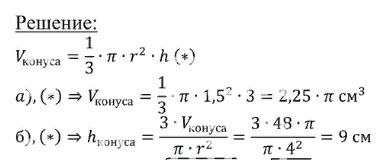 Решение:
V_конуса = 1/3 · π · r² · h (∗)
а), (∗) ⇒ V_конуса = 1/3 · π · 1,5² · 3 = 2,25 · π см³
б), (∗) ⇒ h_конуса = 3 · V_конуса / π · r² = 3 · 48 · π / π · 4² = 9 см